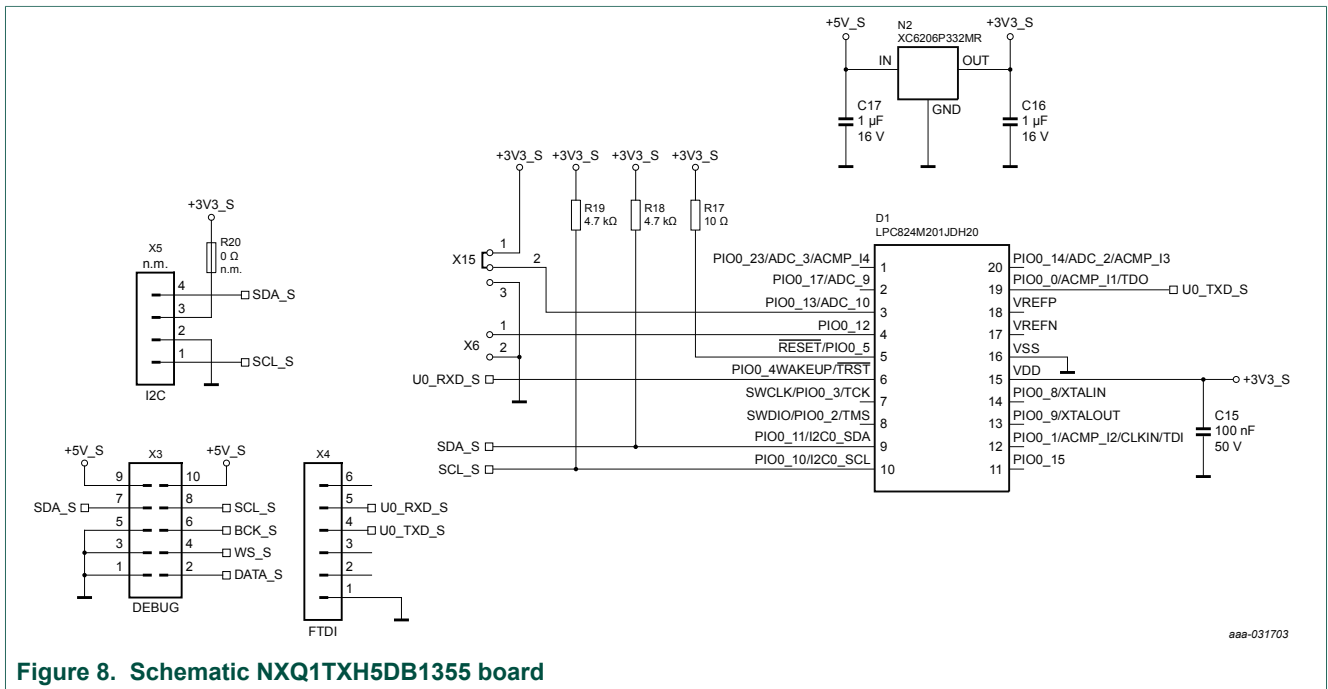 +5V_S
N2
XC6206P332MR
+3V3_S
IN
OUT
GND
C17
1 µF
16 V
C16
1 µF
16 V
+3V3_S
+3V3_S
+3V3_S
+3V3_S
R19
4.7 kΩ
R18
4.7 kΩ
R17
10 Ω
X15
1
2
3
X6
1
2
+3V3_S
R20
0 Ω
n.m.
X5
n.m.
4
SDA_S
3
2
1
SCL_S
I2C
D1
LPC824M201JDH20
PIO0_23/ADC_3/ACMP_I4
1
20
PIO0_14/ADC_2/ACMP_I3
PIO0_17/ADC_9
2
19
PIO0_0/ACMP_I1/TDO
U0_TXD_S
PIO0_13/ADC_10
3
18
VREFP
PIO0_12
4
17
VREFN
RESET/PIO0_5
5
16
VSS
U0_RXD_S
PIO0_4WAKEUP/TRST
6
15
VDD
+3V3_S
SWCLK/PIO0_3/TCK
7
14
PIO0_8/XTALIN
SWDIO/PIO0_2/TMS
8
13
PIO0_9/XTALOUT
SDA_S
PIO0_11/I2C0_SDA
9
12
PIO0_1/ACMP_I2/CLKIN/TDI
SCL_S
PIO0_10/I2C0_SCL
10
11
PIO0_15
C15
100 nF
50 V
+5V_S
X3
+5V_S
9
10
SDA_S
7
8
SCL_S
5
6
BCK_S
3
4
WS_S
1
2
DATA_S
DEBUG
X4
6
5
U0_RXD_S
4
U0_TXD_S
3
2
1
FTDI
aaa-031703
Figure 8. Schematic NXQ1TXH5DB1355 board